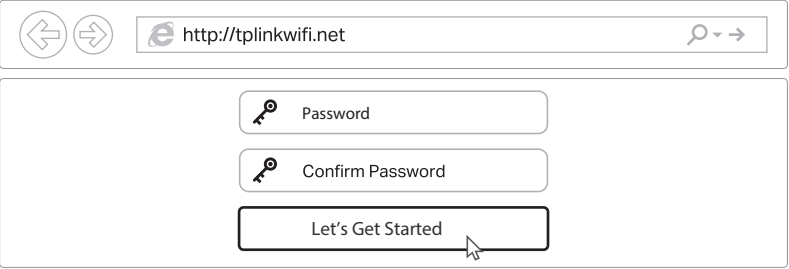 http://tplinkwifi.net
Password
Confirm Password
Let's Get Started